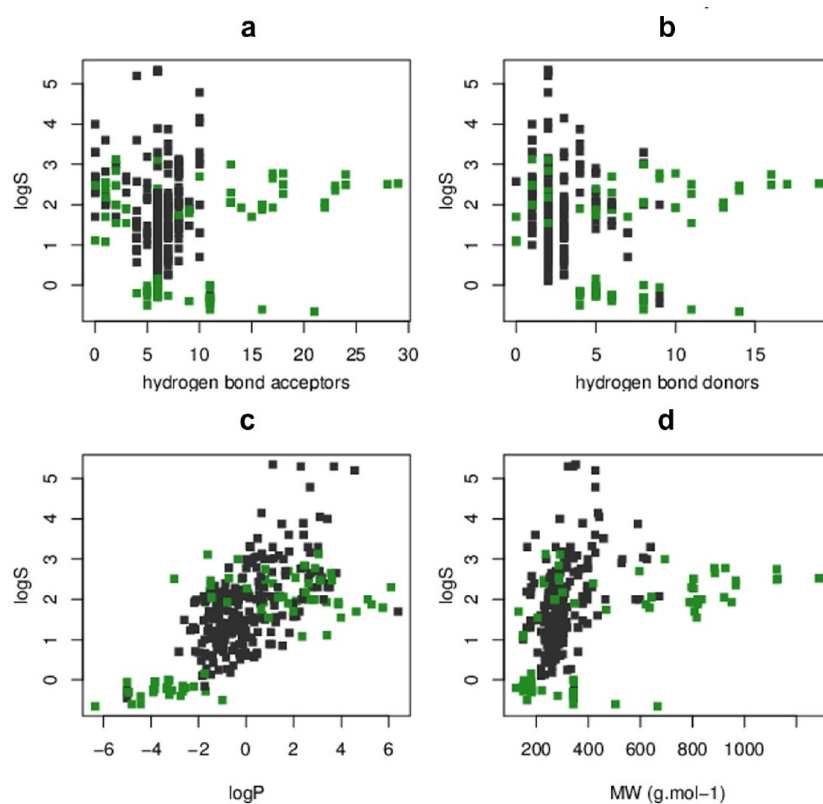 a
b
logS
5
4
3
2
1
0
0 5 10 15 20 25 30
hydrogen bond acceptors
logS
5
4
3
2
1
0
0 5 10 15
hydrogen bond donors
c
d
logS
5
4
3
2
1
0
−6 −4 −2 0 2 4 6
logP
logS
5
4
3
2
1
0
200 400 600 800 1000
MW (g.mol−1)